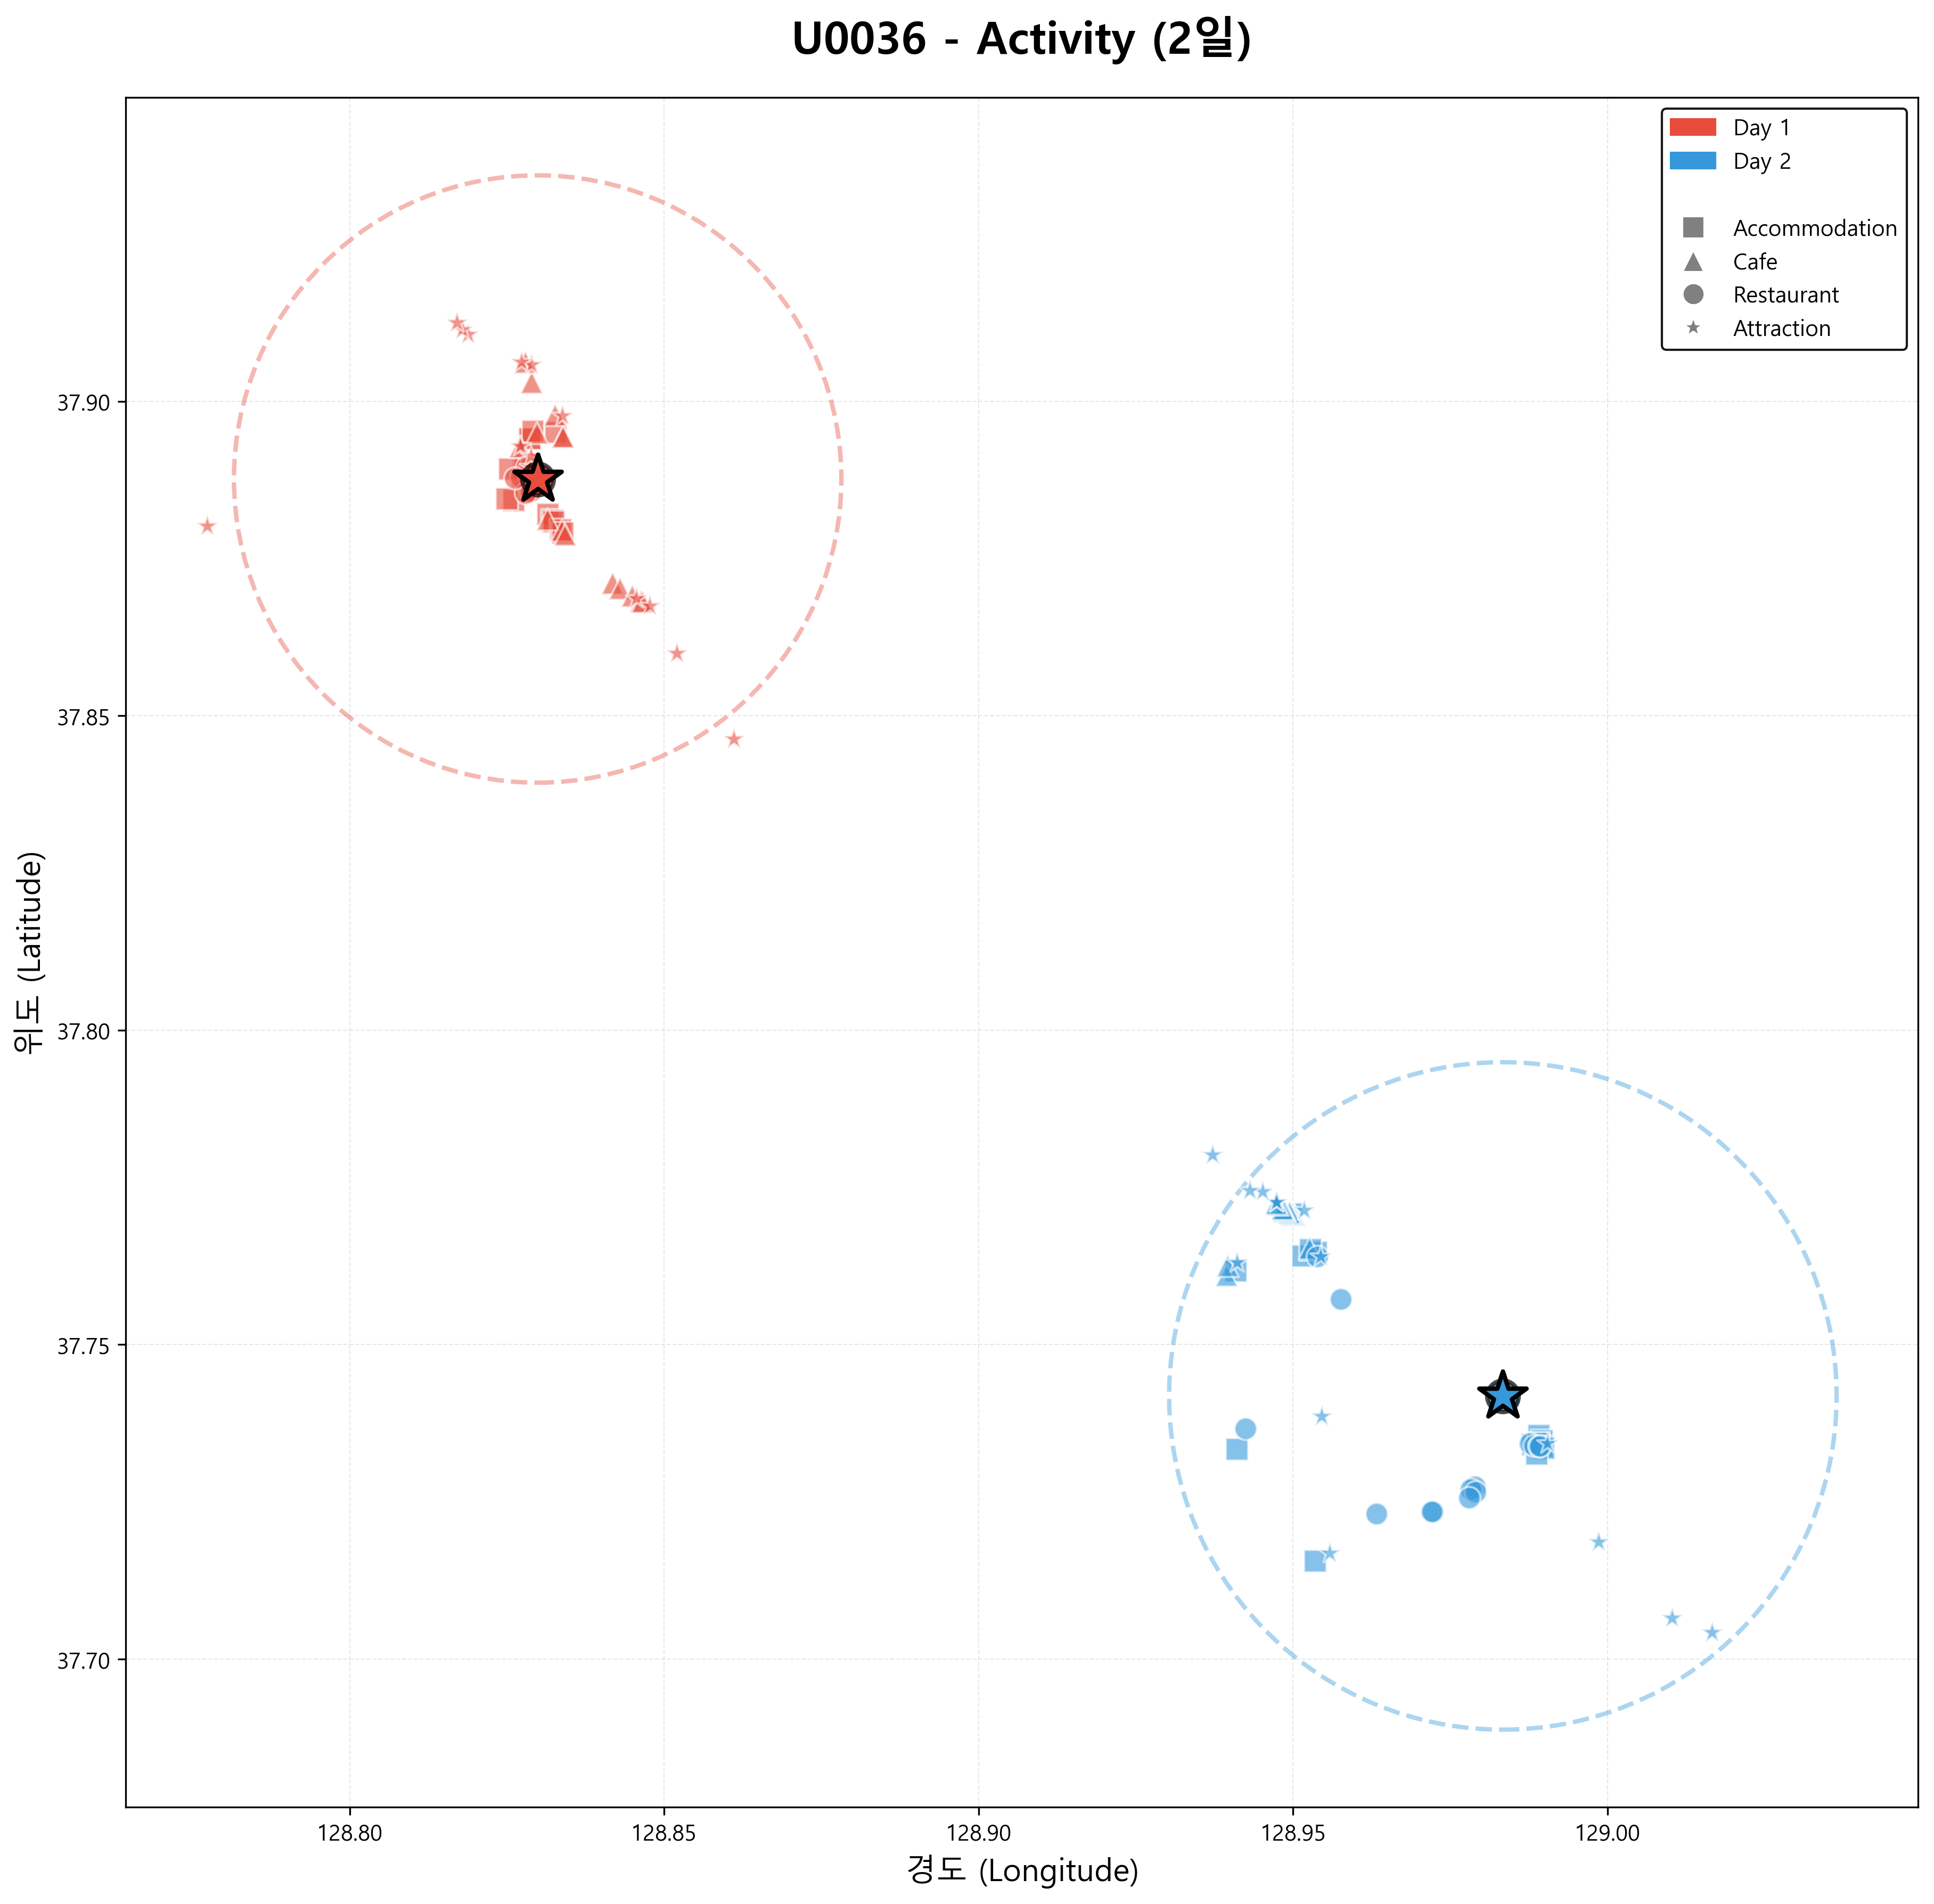 U0036 - Activity (2일)
Day 1
Day 2
Accommodation
Cafe
Restaurant
Attraction
위도 (Latitude)
37.90
37.85
37.80
37.75
37.70
128.80
128.85
128.90
128.95
129.00
경도 (Longitude)